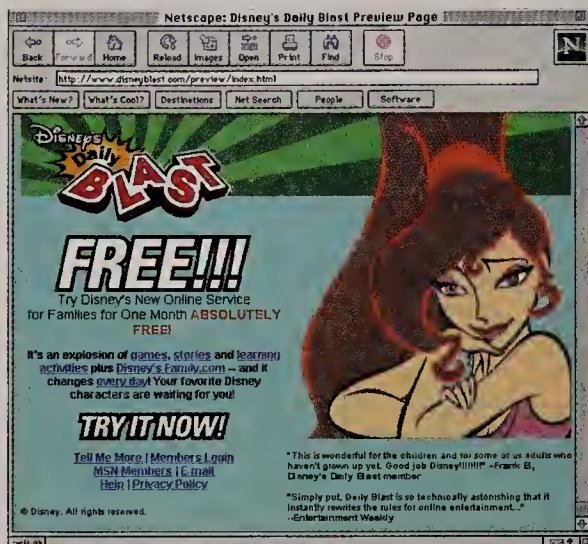 Netscape: Disney's Daily Blast Preview Page
Back Forward Home Reload Images Open Print Find Stop
N
Netsite: http://www.disneyblast.com/preview/index.html
What's New? What's Cool? Destinations Net Search People Software
DISNEY'S
Daily
BLAST
FREE!!!
Try Disney's New Online Service
for Families for One Month ABSOLUTELY
FREE!
It's an explosion of games, stories and learning
activities plus Disney's Family.com -- and it
changes every day! Your favorite Disney
characters are waiting for you!
TRY IT NOW!
Tell Me More | Members Login
MSN Members | E-mail
Help | Privacy Policy
© Disney. All rights reserved.
"This is wonderful for the children and for some of us adults who
haven't grown up yet. Good job Disney!!!!!!!" -Frank B,
Disney's Daily Blast member
"Simply put, Daily Blast is so technically astonishing that it
instantly rewrites the rules for online entertainment..."
--Entertainment Weekly